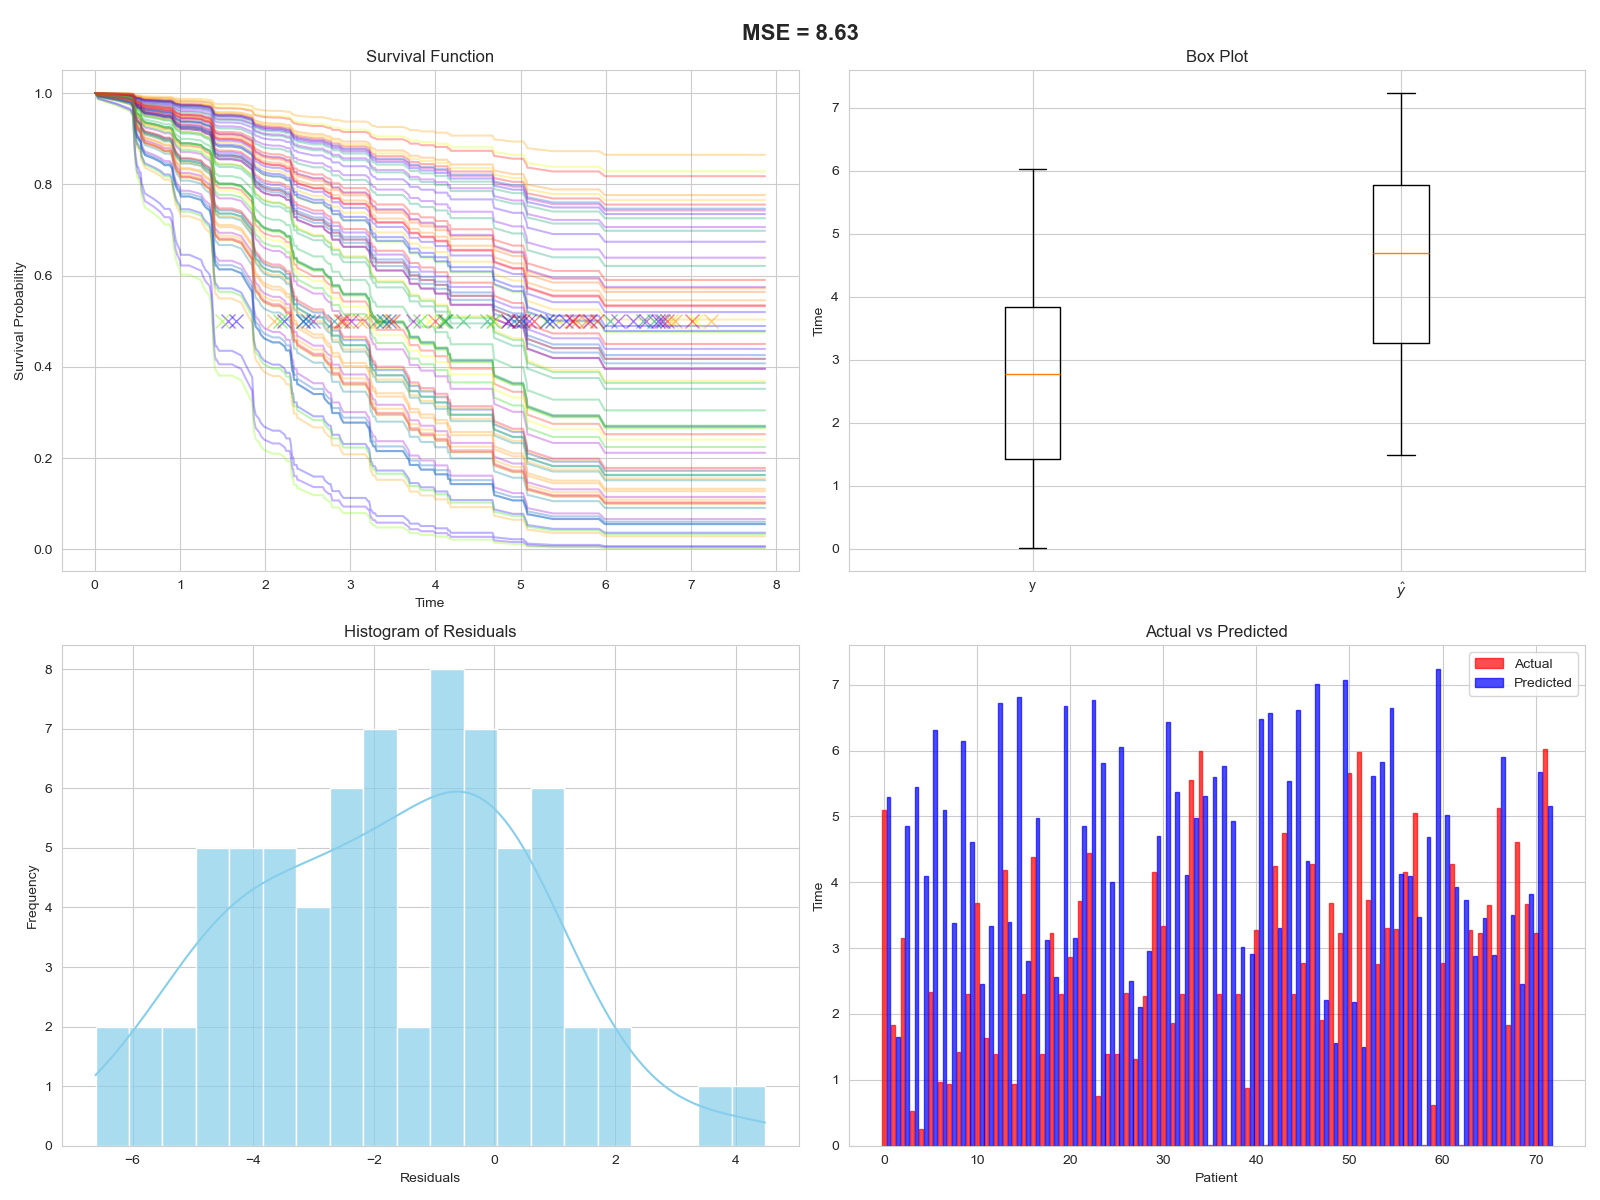 MSE = 8.63
Survival Function
1.0
0.8
0.6
0.4
0.2
0.0
Survival Probability
0 1 2 3 4 5 6 7 8
Time
Box Plot
7
6
5
4
3
2
1
0
Time
y ŷ
Histogram of Residuals
8
7
6
5
4
3
2
1
0
Frequency
−6 −4 −2 0 2 4
Residuals
Actual vs Predicted
Actual
Predicted
7
6
5
4
3
2
1
0
Time
0 10 20 30 40 50 60 70
Patient